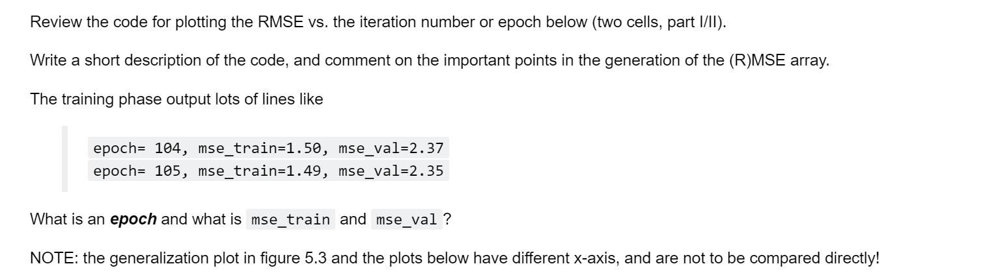 Review the code for plotting the RMSE vs. the iteration number or epoch below (two cells, part I/II).
Write a short description of the code, and comment on the important points in the generation of the (R)MSE array.
The training phase output lots of lines like
epoch= 104, mse_train=1.50, mse_val=2.37
epoch= 105, mse_train=1.49, mse_val=2.35
What is an epoch and what is mse_train and mse_val ?
NOTE: the generalization plot in figure 5.3 and the plots below have different x-axis, and are not to be compared directly!